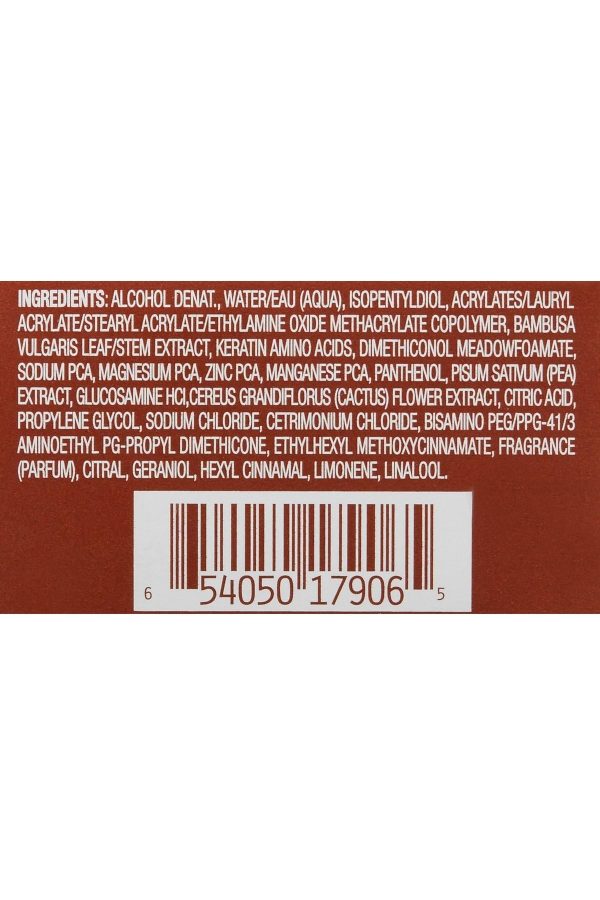 INGREDIENTS: ALCOHOL DENAT., WATER/EAU (AQUA), ISOPENTYLDIOL, ACRYLATES/LAURYL
ACRYLATE/STEARYL ACRYLATE/ETHYLAMINE OXIDE METHACRYLATE COPOLYMER, BAMBUSA
VULGARIS LEAF/STEM EXTRACT, KERATIN AMINO ACIDS, DIMETHICONOL MEADOWFOAMATE,
SODIUM PCA, MAGNESIUM PCA, ZINC PCA, MANGANESE PCA, PANTHENOL, PISUM SATIVUM (PEA)
EXTRACT, GLUCOSAMINE HCl,CEREUS GRANDIFLORUS (CACTUS) FLOWER EXTRACT, CITRIC ACID,
PROPYLENE GLYCOL, SODIUM CHLORIDE, CETRIMONIUM CHLORIDE, BISAMINO PEG/PPG-41/3
AMINOETHYL PG-PROPYL DIMETHICONE, ETHYLHEXYL METHOXYCINNAMATE, FRAGRANCE
(PARFUM), CITRAL, GERANIOL, HEXYL CINNAMAL, LIMONENE, LINALOOL.
6 54050 17906 5